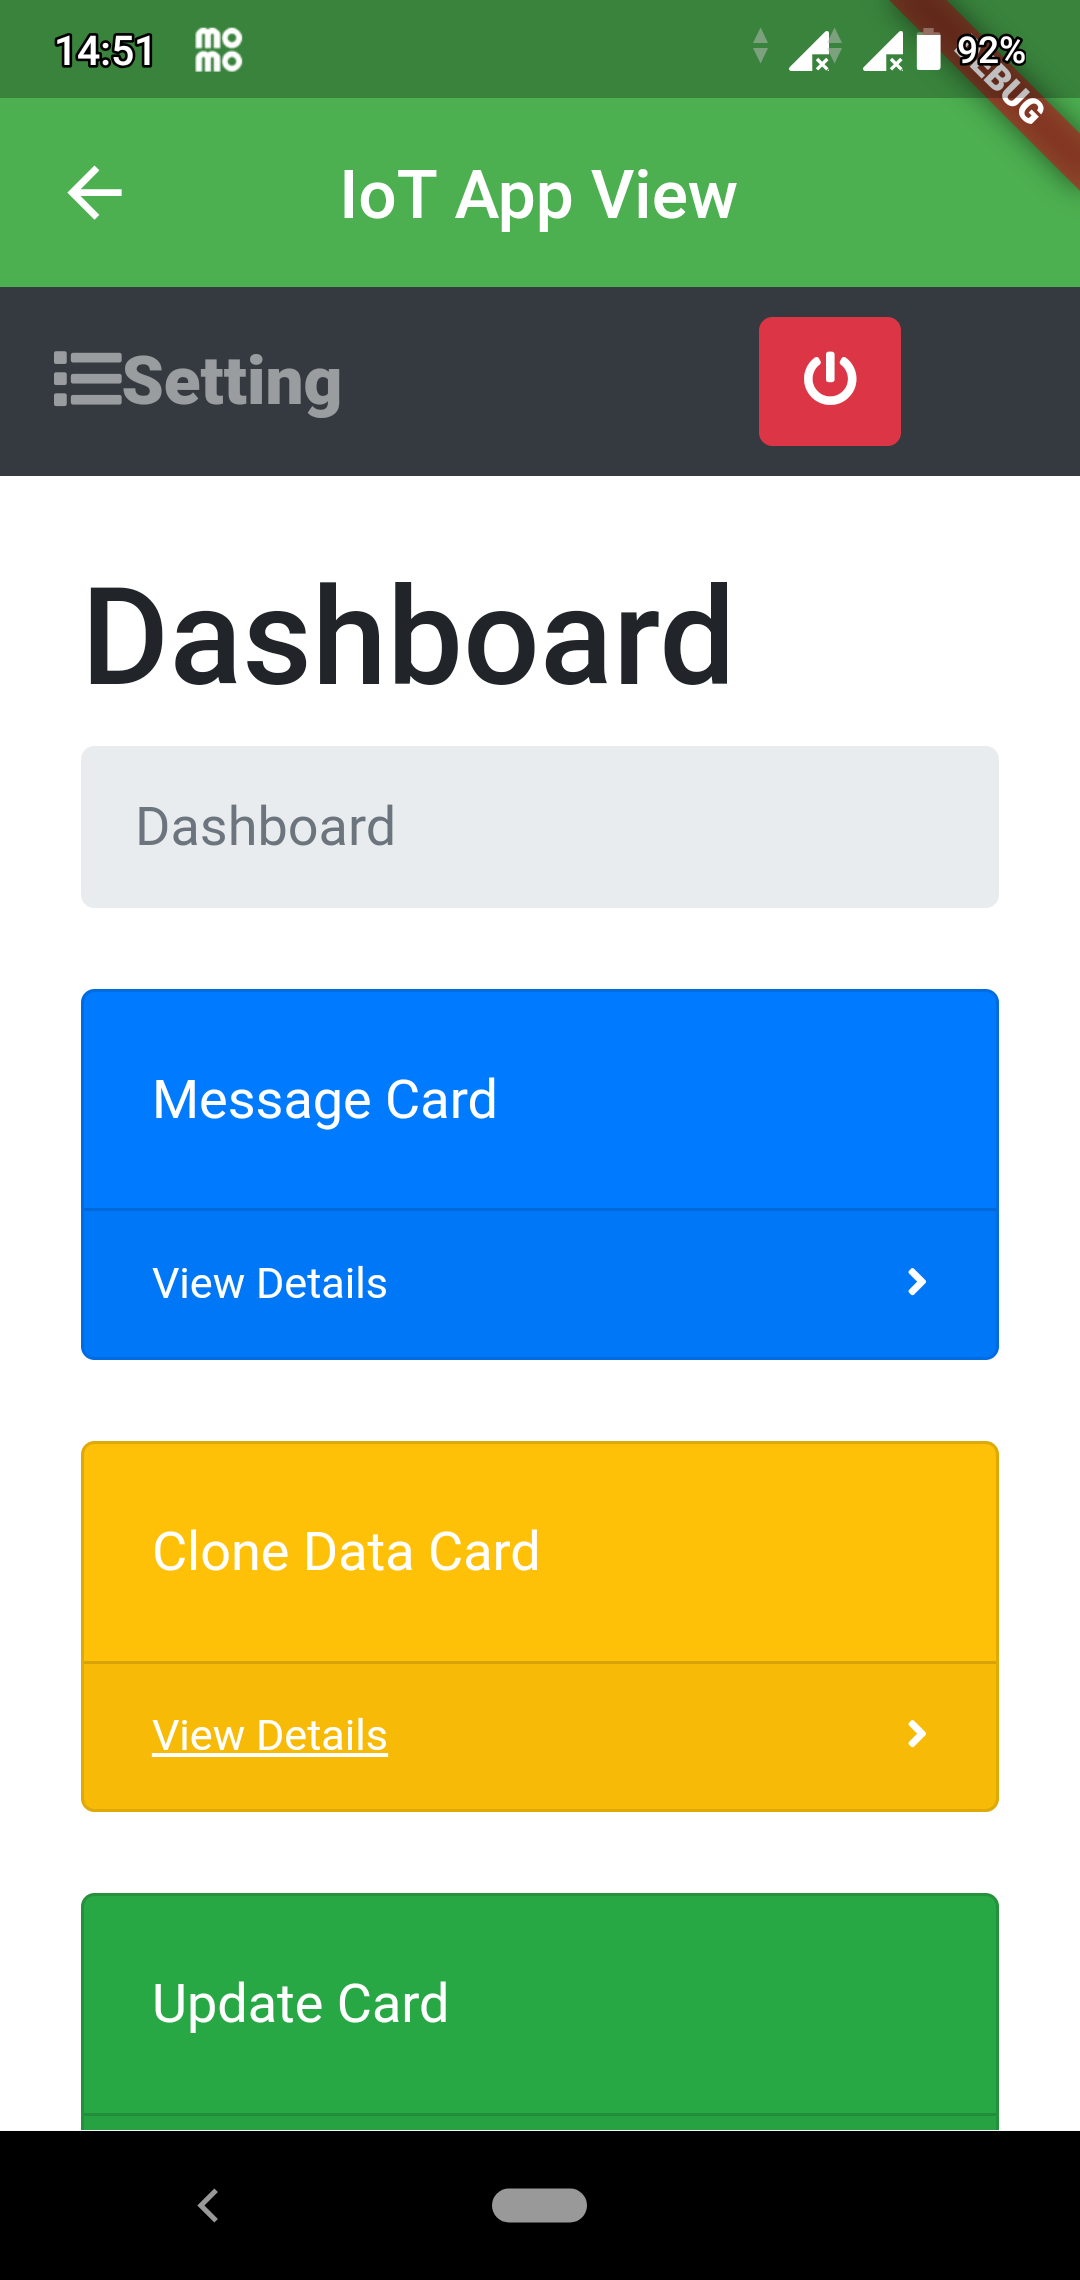 14:51 mo mo 92%
DEBUG
IoT App View
Setting
Dashboard
Dashboard
Message Card
View Details
Clone Data Card
View Details
Update Card